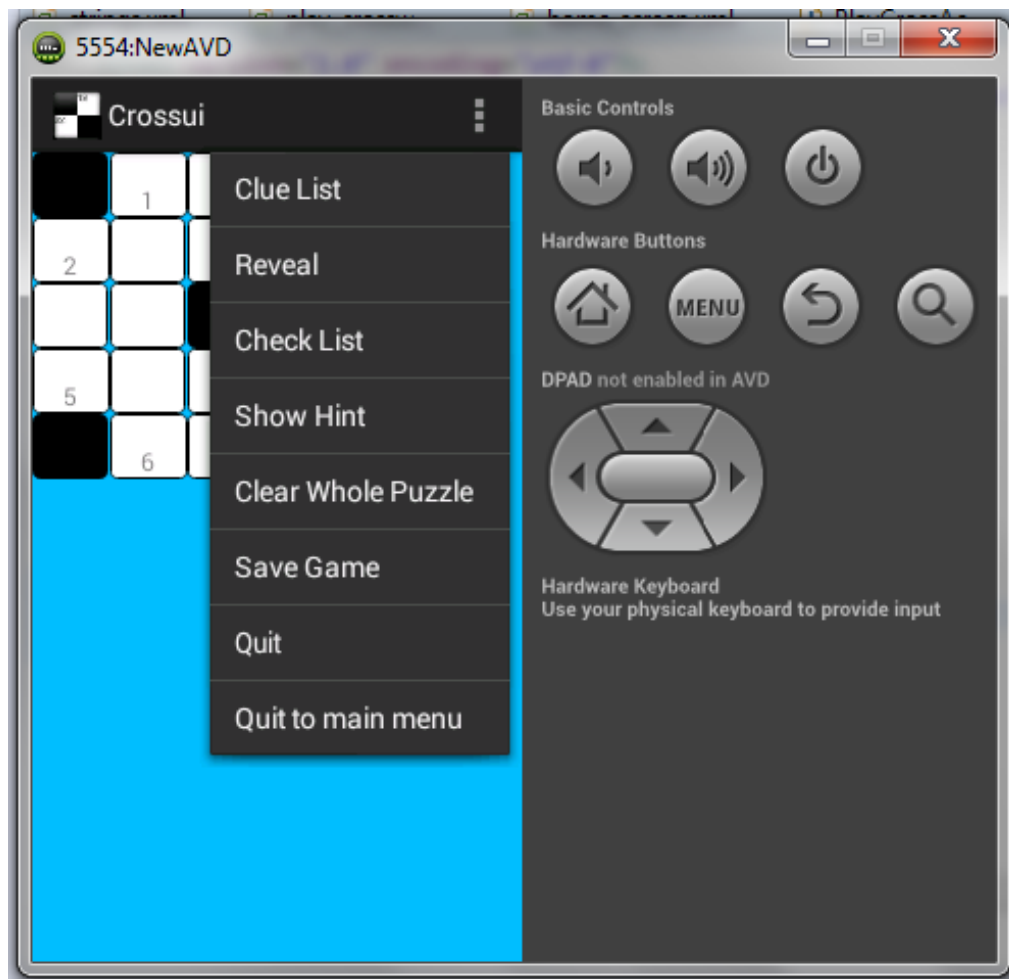 5554:NewAVD
Crossui
1
2
5
6
Clue List
Reveal
Check List
Show Hint
Clear Whole Puzzle
Save Game
Quit
Quit to main menu
Basic Controls
Hardware Buttons
MENU
DPAD not enabled in AVD
Hardware Keyboard
Use your physical keyboard to provide input